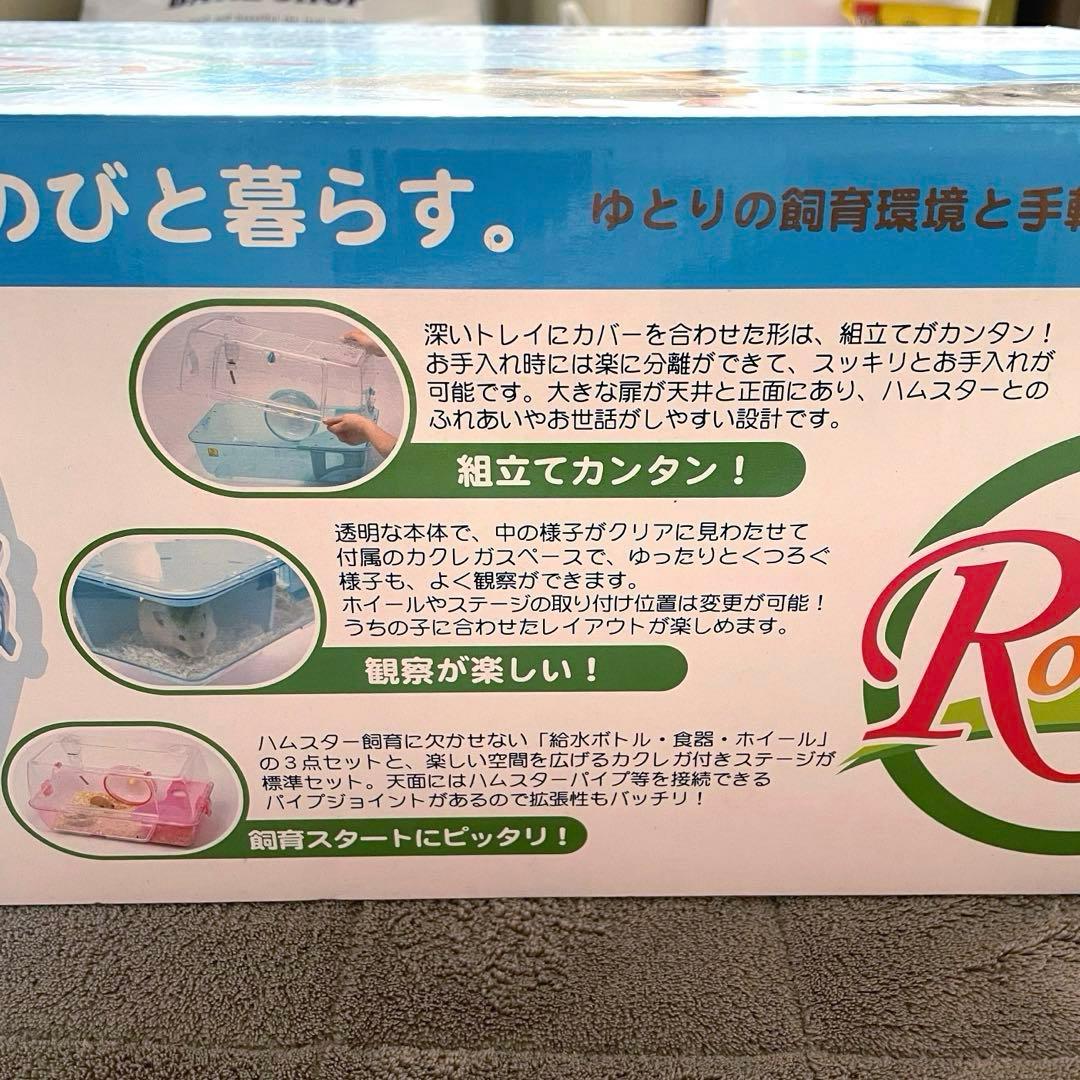 のびと暮らす。 ゆとりの飼育環境と手軽
深いトレイにカバーを合わせた形は、組立てがカンタン！
お手入れ時には楽に分離ができて、スッキリとお手入れが
可能です。大きな扉が天井と正面にあり、ハムスターとの
ふれあいやお世話がしやすい設計です。
組立てカンタン！
透明な本体で、中の様子がクリアに見わたせて
付属のカクレガスペースで、ゆったりとくつろぐ
様子も、よく観察ができます。
ホイールやステージの取り付け位置は変更が可能！
うちの子に合わせたレイアウトが楽しめます。
観察が楽しい！
ハムスター飼育に欠かせない「給水ボトル・食器・ホイール」
の３点セットと、楽しい空間を広げるカクレガ付きステージが
標準セット。天面にはハムスターパイプ等を接続できる
パイプジョイントがあるので拡張性もバッチリ！
飼育スタートにピッタリ！
Ro